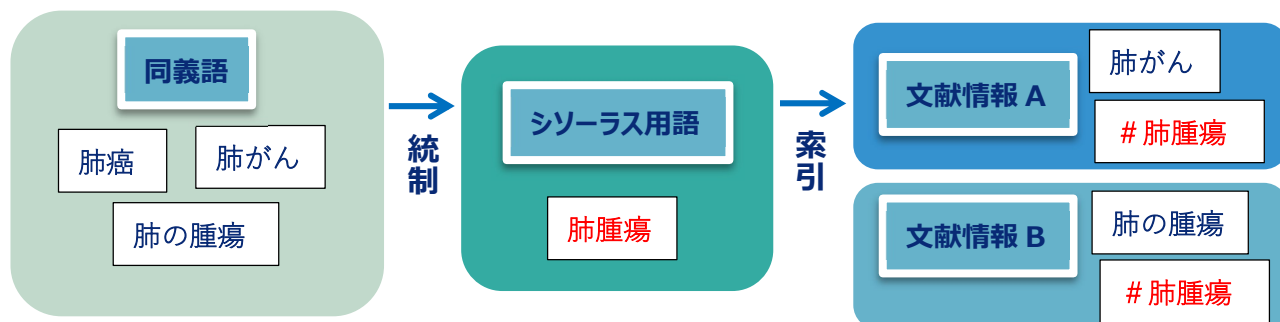 同義語
肺癌
肺がん
肺の腫瘍
統制
シソーラス用語
肺腫瘍
索引
文献情報 A
肺がん
# 肺腫瘍
文献情報 B
肺の腫瘍
# 肺腫瘍